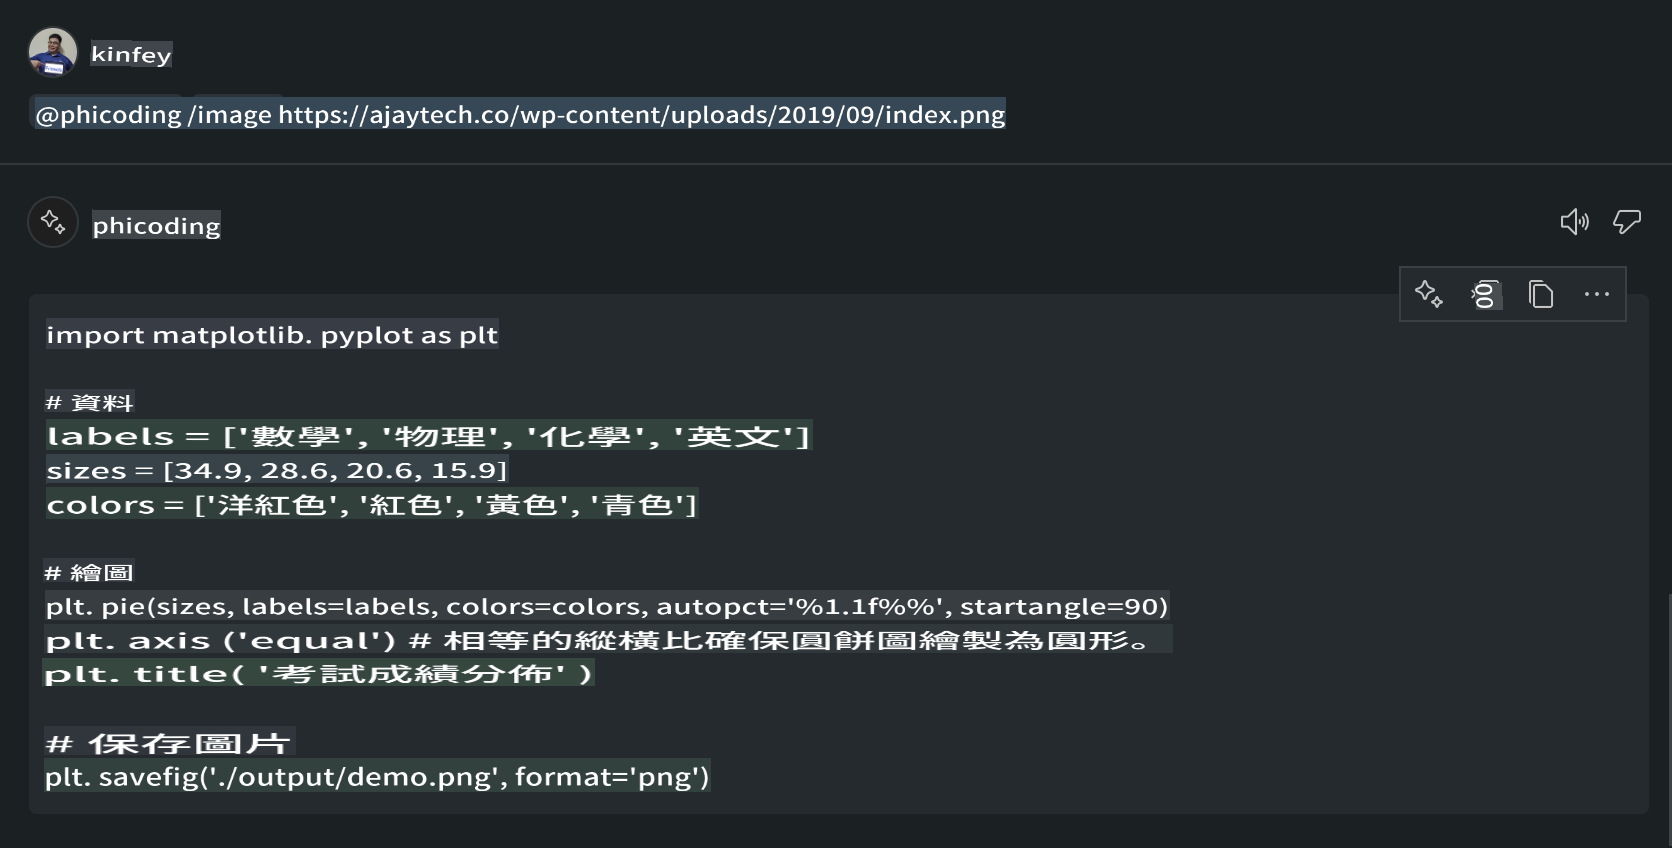 kinfey
@phicoding /image https://ajaytech.co/wp-content/uploads/2019/09/index.png
phicoding
import matplotlib. pyplot as plt
# 資料
labels = ['數學', '物理', '化學', '英文']
sizes = [34.9, 28.6, 20.6, 15.9]
colors = ['洋紅色', '紅色', '黃色', '青色']
# 繪圖
plt. pie(sizes, labels=labels, colors=colors, autopct='%1.1f%%', startangle=90)
plt. axis ('equal') # 相等的縱橫比確保圓餅圖繪製為圓形。
plt. title( '考試成績分佈' )
# 保存圖片
plt. savefig('./output/demo.png', format='png')